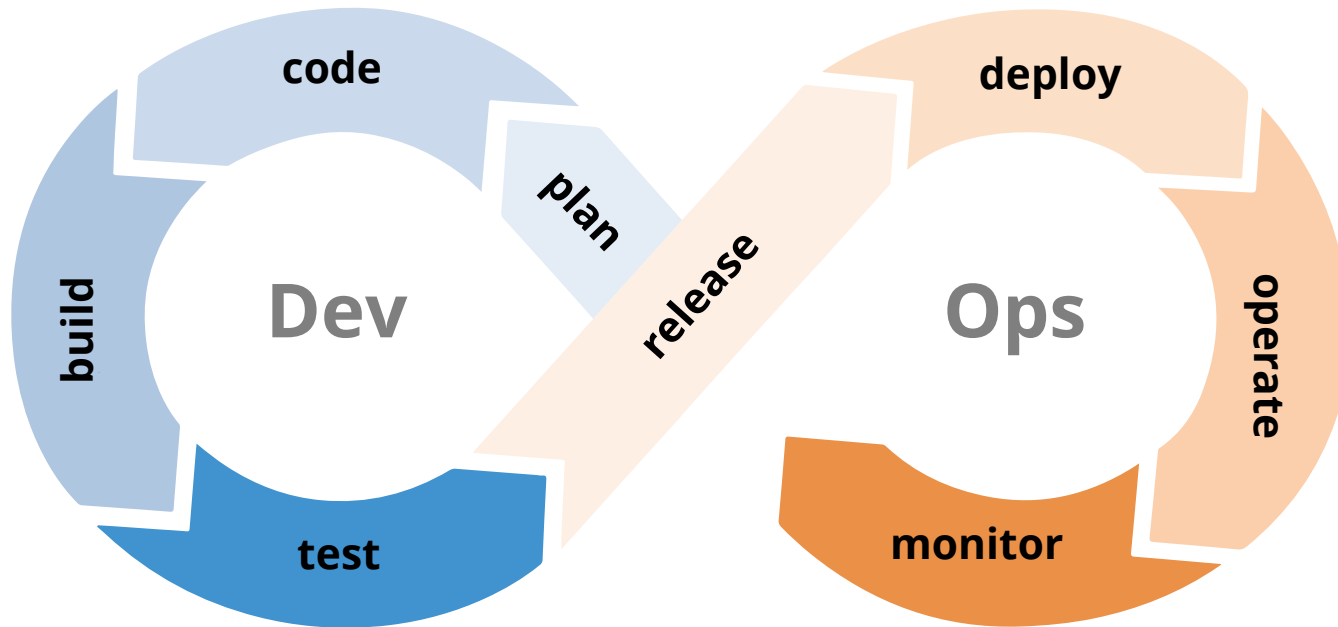 code
deploy
plan
release
build
Dev
Ops
operate
test
monitor